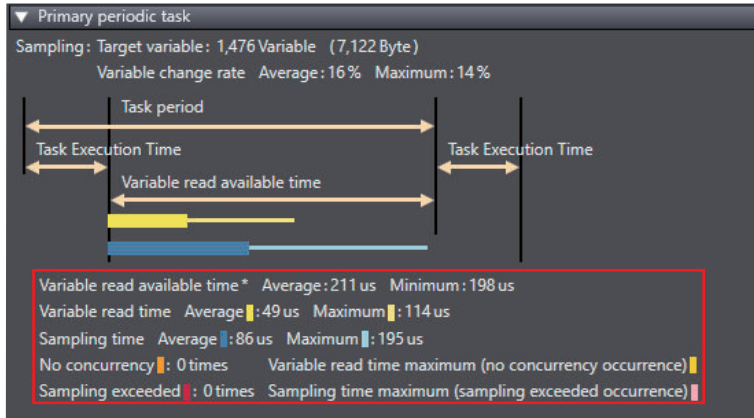 ▼ Primary periodic task
Sampling: Target variable: 1,476 Variable (7,122 Byte)
Variable change rate Average:16% Maximum:14%
Task period
Task Execution Time Task Execution Time
Variable read available time
Variable read available time* Average:211 us Minimum:198 us
Variable read time Average :49 us Maximum :114 us
Sampling time Average :86 us Maximum :195 us
No concurrency : 0 times Variable read time maximum (no concurrency occurrence)
Sampling exceeded : 0 times Sampling time maximum (sampling exceeded occurrence)